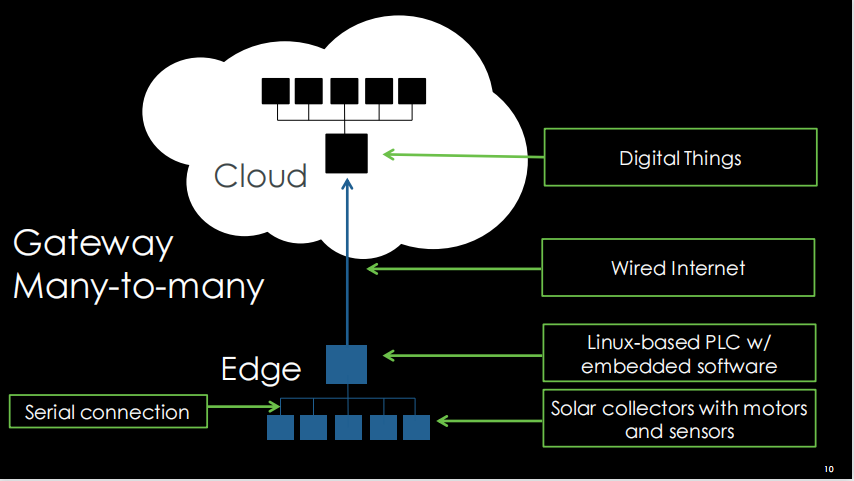 Cloud
Digital Things
Gateway
Many-to-many
Wired Internet
Edge
Linux-based PLC w/
embedded software
Serial connection
Solar collectors with motors
and sensors
10